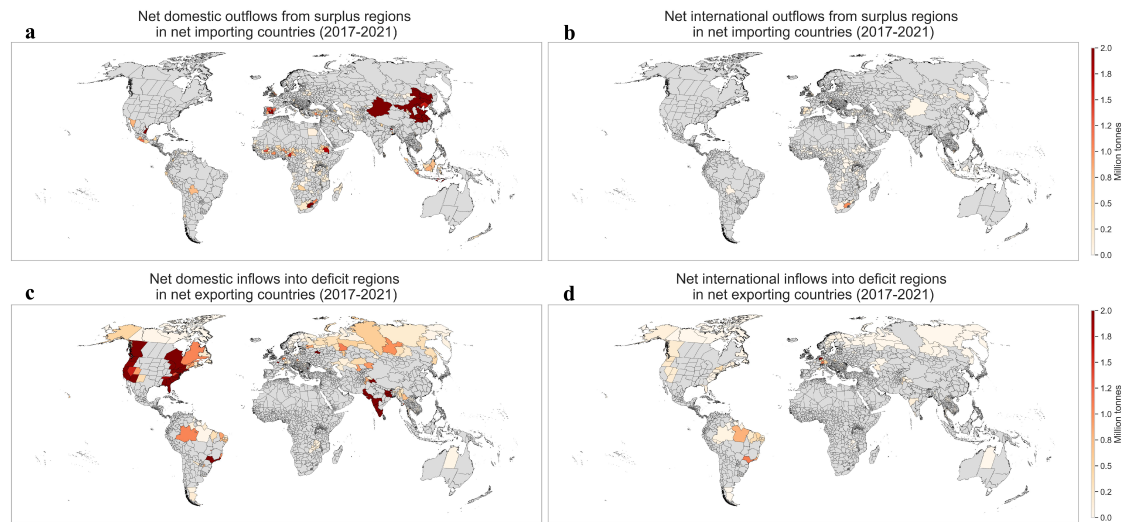 a
Net domestic outflows from surplus regions
in net importing countries (2017-2021)
b
Net international outflows from surplus regions
in net importing countries (2017-2021)
2.0
1.8
1.5
1.2
1.0
0.8
0.5
0.2
0.0
Million tonnes
c
Net domestic inflows into deficit regions
in net exporting countries (2017-2021)
d
Net international inflows into deficit regions
in net exporting countries (2017-2021)
2.0
1.8
1.5
1.2
1.0
0.8
0.5
0.2
0.0
Million tonnes